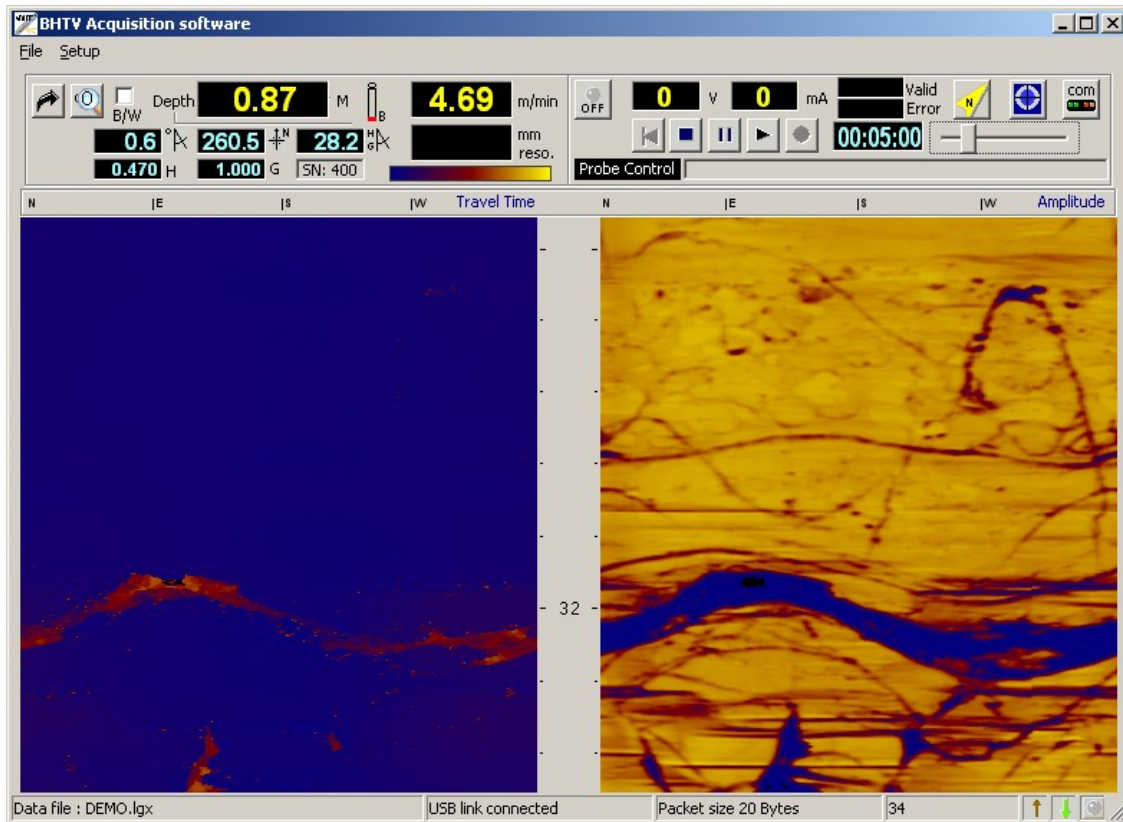 BHTV Acquisition software
File Setup
B/W Depth 0.87 M B 4.69 m/min OFF 0 V 0 mA Valid Error N com
0.6 ° 260.5 N 28.2 H G mm reso. 00:05:00
0.470 H 1.000 G SN: 400 Probe Control
N |E |S |W Travel Time N |E |S |W Amplitude
32
Data file : DEMO.lgx USB link connected Packet size 20 Bytes 34